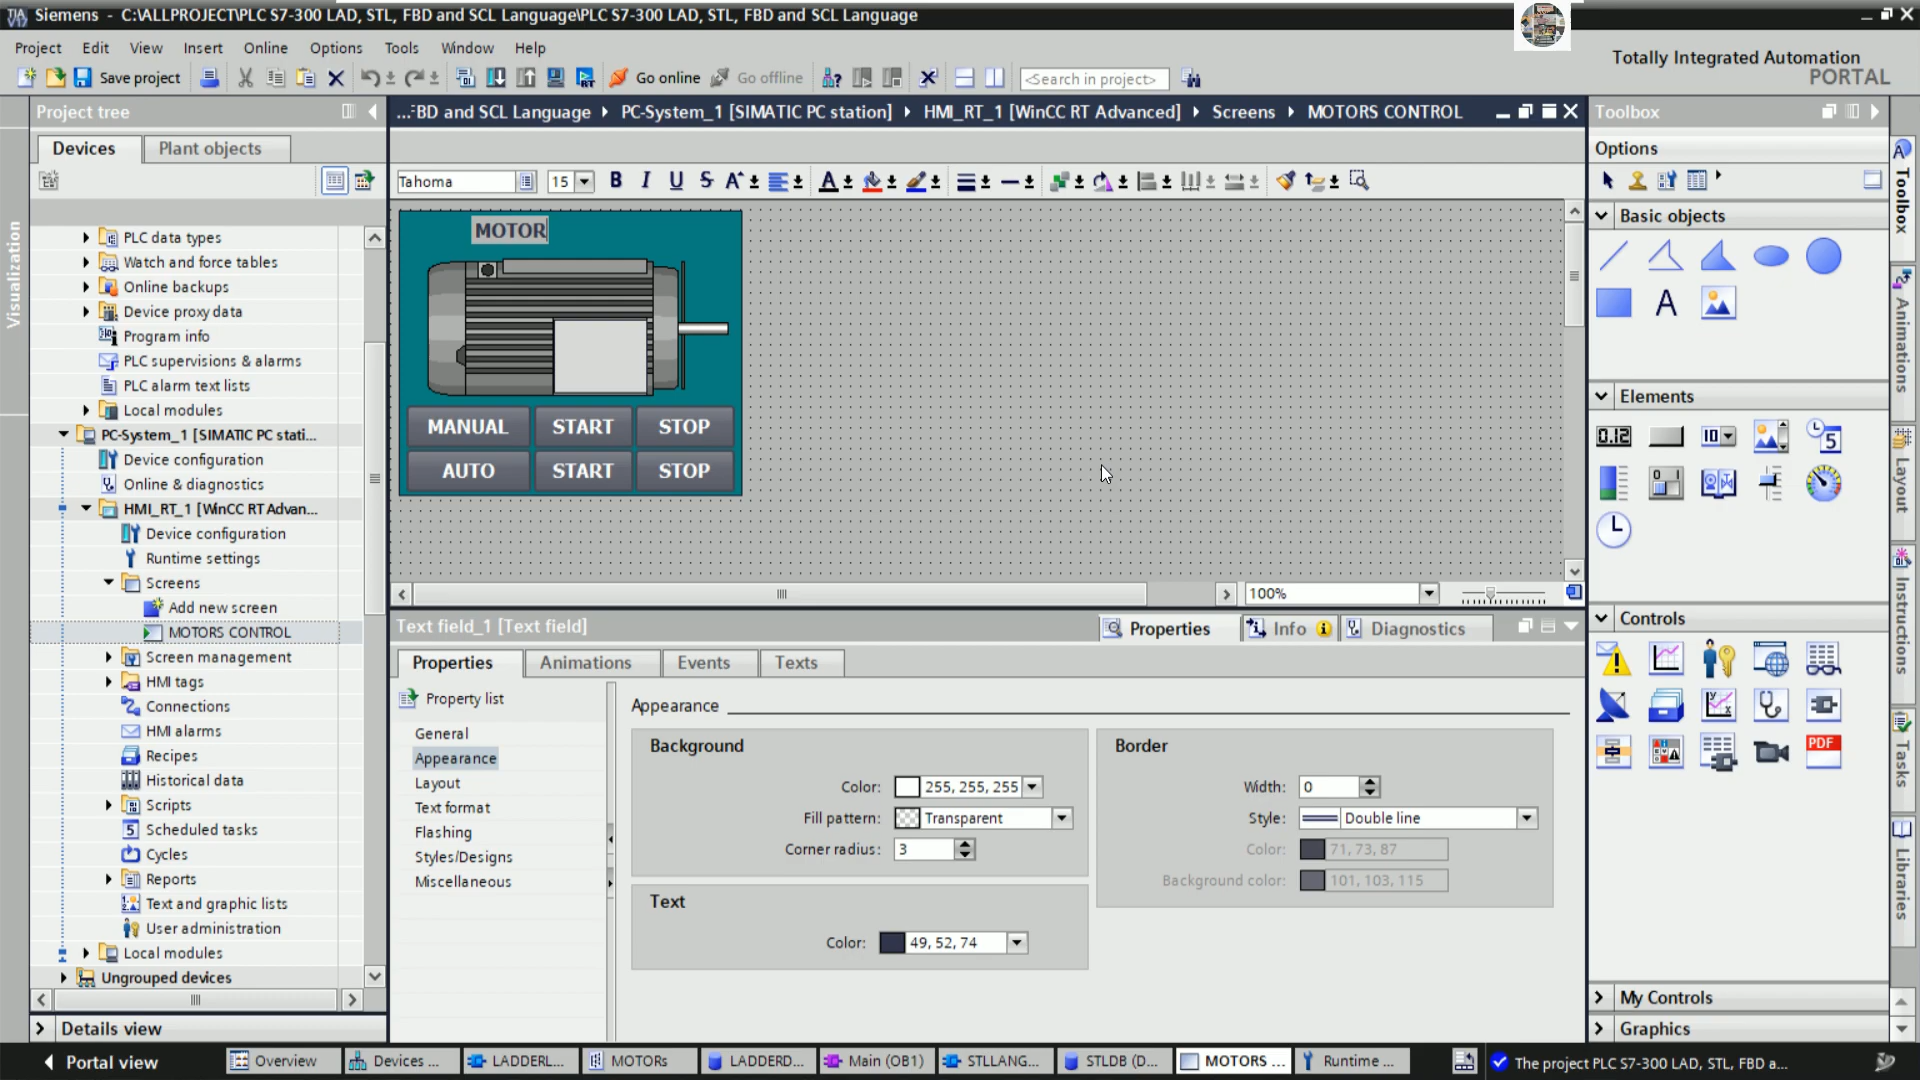 Siemens - C:\ALLPROJECT\PLC S7-300 LAD, STL, FBD and SCL Language\PLC S7-300 LAD, STL, FBD and SCL Language
Project Edit View Insert Online Options Tools Window Help
Totally Integrated Automation
PORTAL
Save project
Go online
Go offline
<Search in project>
Project tree
Devices
Plant objects
Visualization
PLC data types
Watch and force tables
Online backups
Device proxy data
Program info
PLC supervisions & alarms
PLC alarm text lists
Local modules
PC-System_1 [SIMATIC PC stati...
Device configuration
Online & diagnostics
HMI_RT_1 [WinCC RT Advan...
Device configuration
Runtime settings
Screens
Add new screen
MOTORS CONTROL
Screen management
HMI tags
Connections
HMI alarms
Recipes
Historical data
Scripts
Scheduled tasks
Cycles
Reports
Text and graphic lists
User administration
Local modules
Ungrouped devices
Details view
...FBD and SCL Language PC-System_1 [SIMATIC PC station] HMI_RT_1 [WinCC RT Advanced] Screens MOTORS CONTROL
Tahoma 15 B I U S A A
MOTOR
MANUAL START STOP
AUTO START STOP
100%
Text field_1 [Text field]
Properties Info Diagnostics
Properties Animations Events Texts
Property list
General
Appearance
Layout
Text format
Flashing
Styles/Designs
Miscellaneous
Appearance
Background
Color: 255, 255, 255
Fill pattern: Transparent
Corner radius: 3
Text
Color: 49, 52, 74
Border
Width: 0
Style: Double line
Color: 71, 73, 87
Background color: 101, 103, 115
Toolbox
Options
Basic objects
A
Elements
0.12
10
5
Controls
PDF
My Controls
Graphics
Toolbox
Animations
Layout
Instructions
Tasks
Libraries
Portal view
Overview
Devices ...
LADDERL...
MOTORs
LADDERD...
Main (OB1)
STLLANG...
STLDB (D...
MOTORS ...
Runtime ...
The project PLC S7-300 LAD, STL, FBD a...